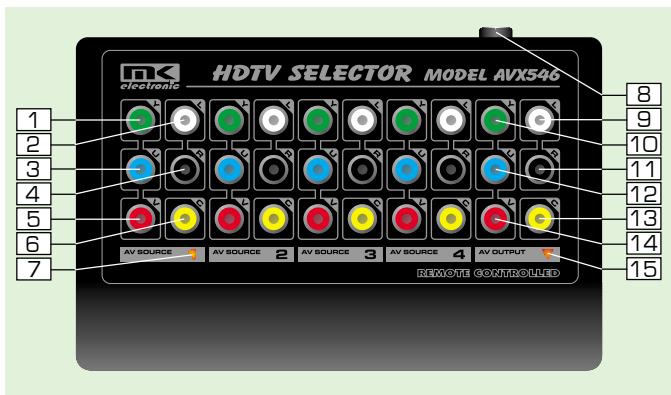 MK
electronic
HDTV SELECTOR MODEL AVX546
1
2
3
4
5
6
7
8
9
10
11
12
13
14
15
AV SOURCE 1
AV SOURCE 2
AV SOURCE 3
AV SOURCE 4
AV OUTPUT
REMOTE CONTROLLED